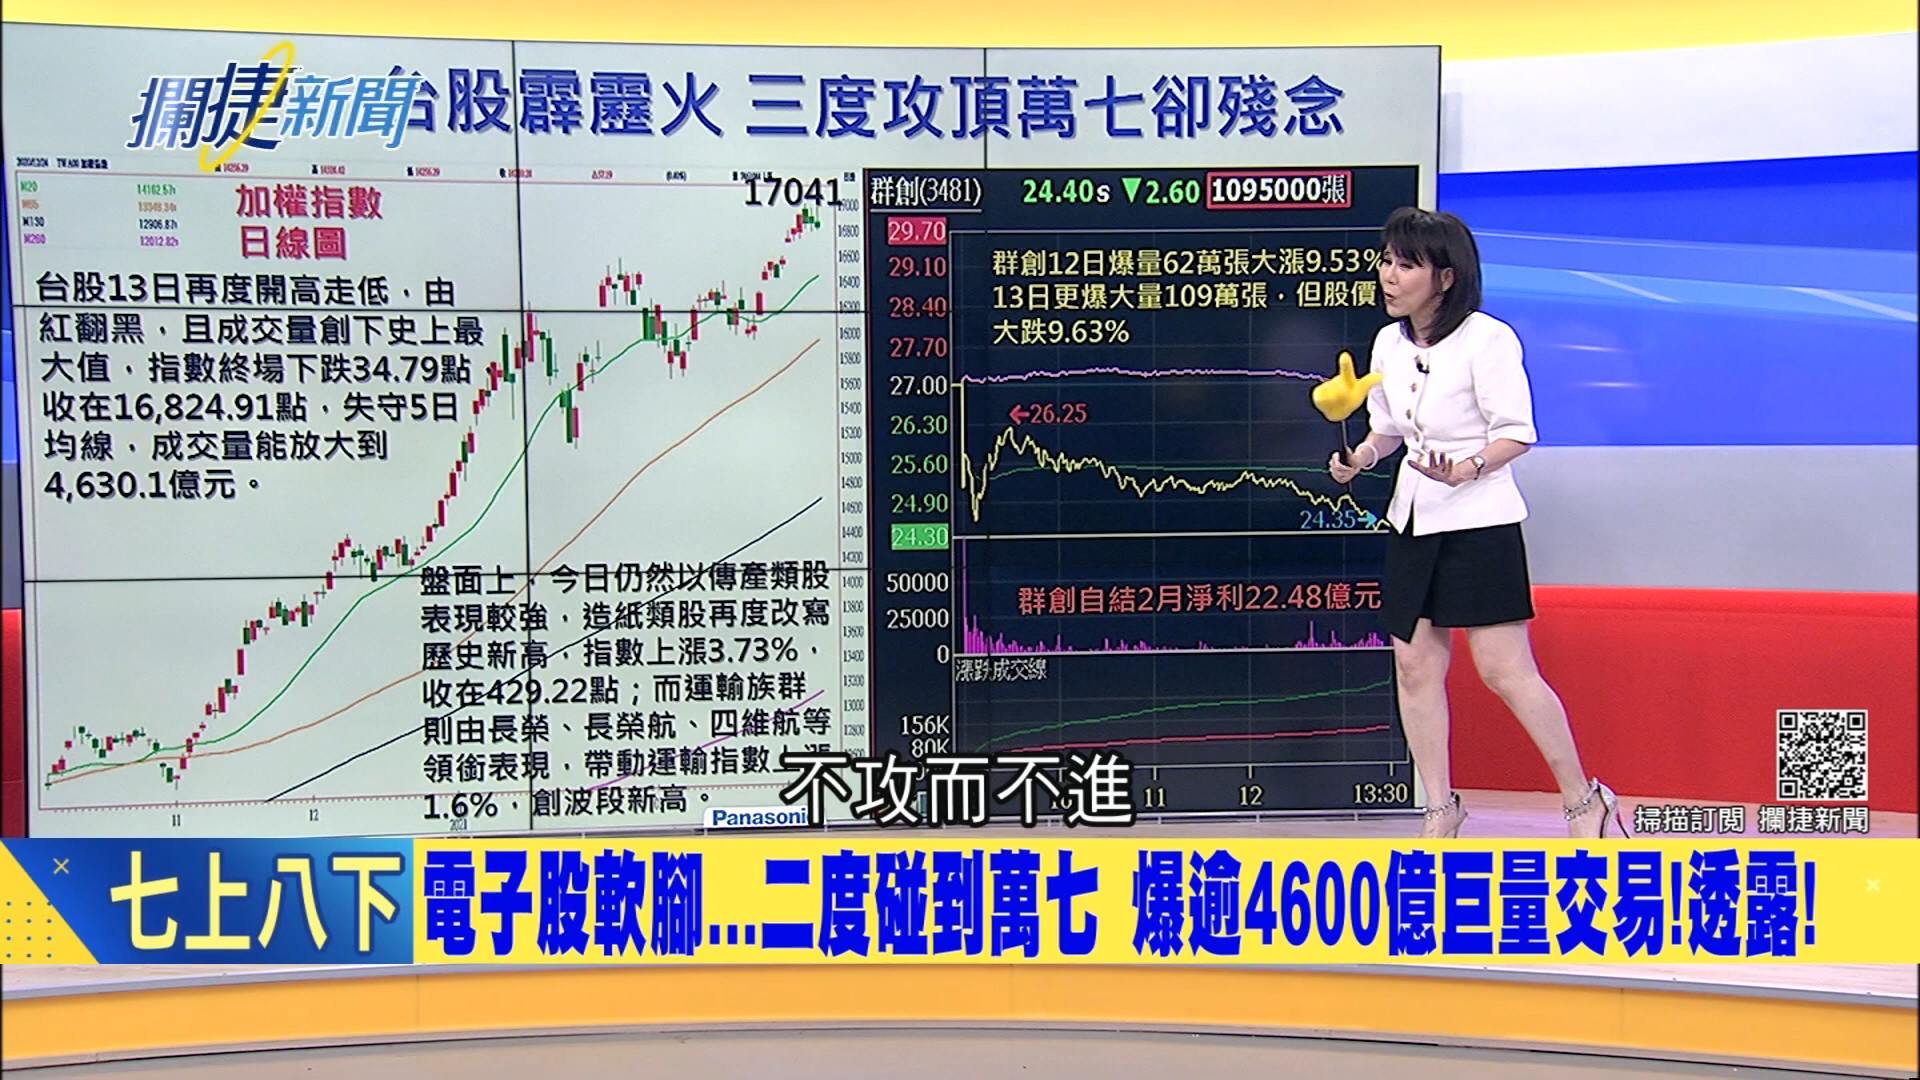 攔捷新聞
台股霹靂火 三度攻頂萬七卻殘念
加權指數
日線圖
17041
台股13日再度開高走低，由
紅翻黑，且成交量創下史上最
大值，指數終場下跌34.79點，
收在16,824.91點，失守5日
均線，成交量能放大到
4,630.1億元。
盤面上，今日仍然以傳產類股
表現較強，造紙類股再度改寫
歷史新高，指數上漲3.73%，
收在429.22點；而運輸族群
則由長榮、長榮航、四維航等
領銜表現，帶動運輸指數上漲
1.6%，創波段新高。
11
12
2021
群創(3481) 24.40s ▼2.60 1095000張
群創12日爆量62萬張大漲9.53%
13日更爆大量109萬張，但股價
大跌9.63%
29.70
29.10
28.40
27.70
27.00
26.30
25.60
24.90
24.30
←26.25
24.35→
群創自結2月淨利22.48億元
50000
25000
0
漲跌成交線
156K
80K
11
12
13:30
Panasonic
不攻而不進
掃描訂閱 攔捷新聞
七上八下
電子股軟腳...二度碰到萬七 爆逾4600億巨量交易!透露!